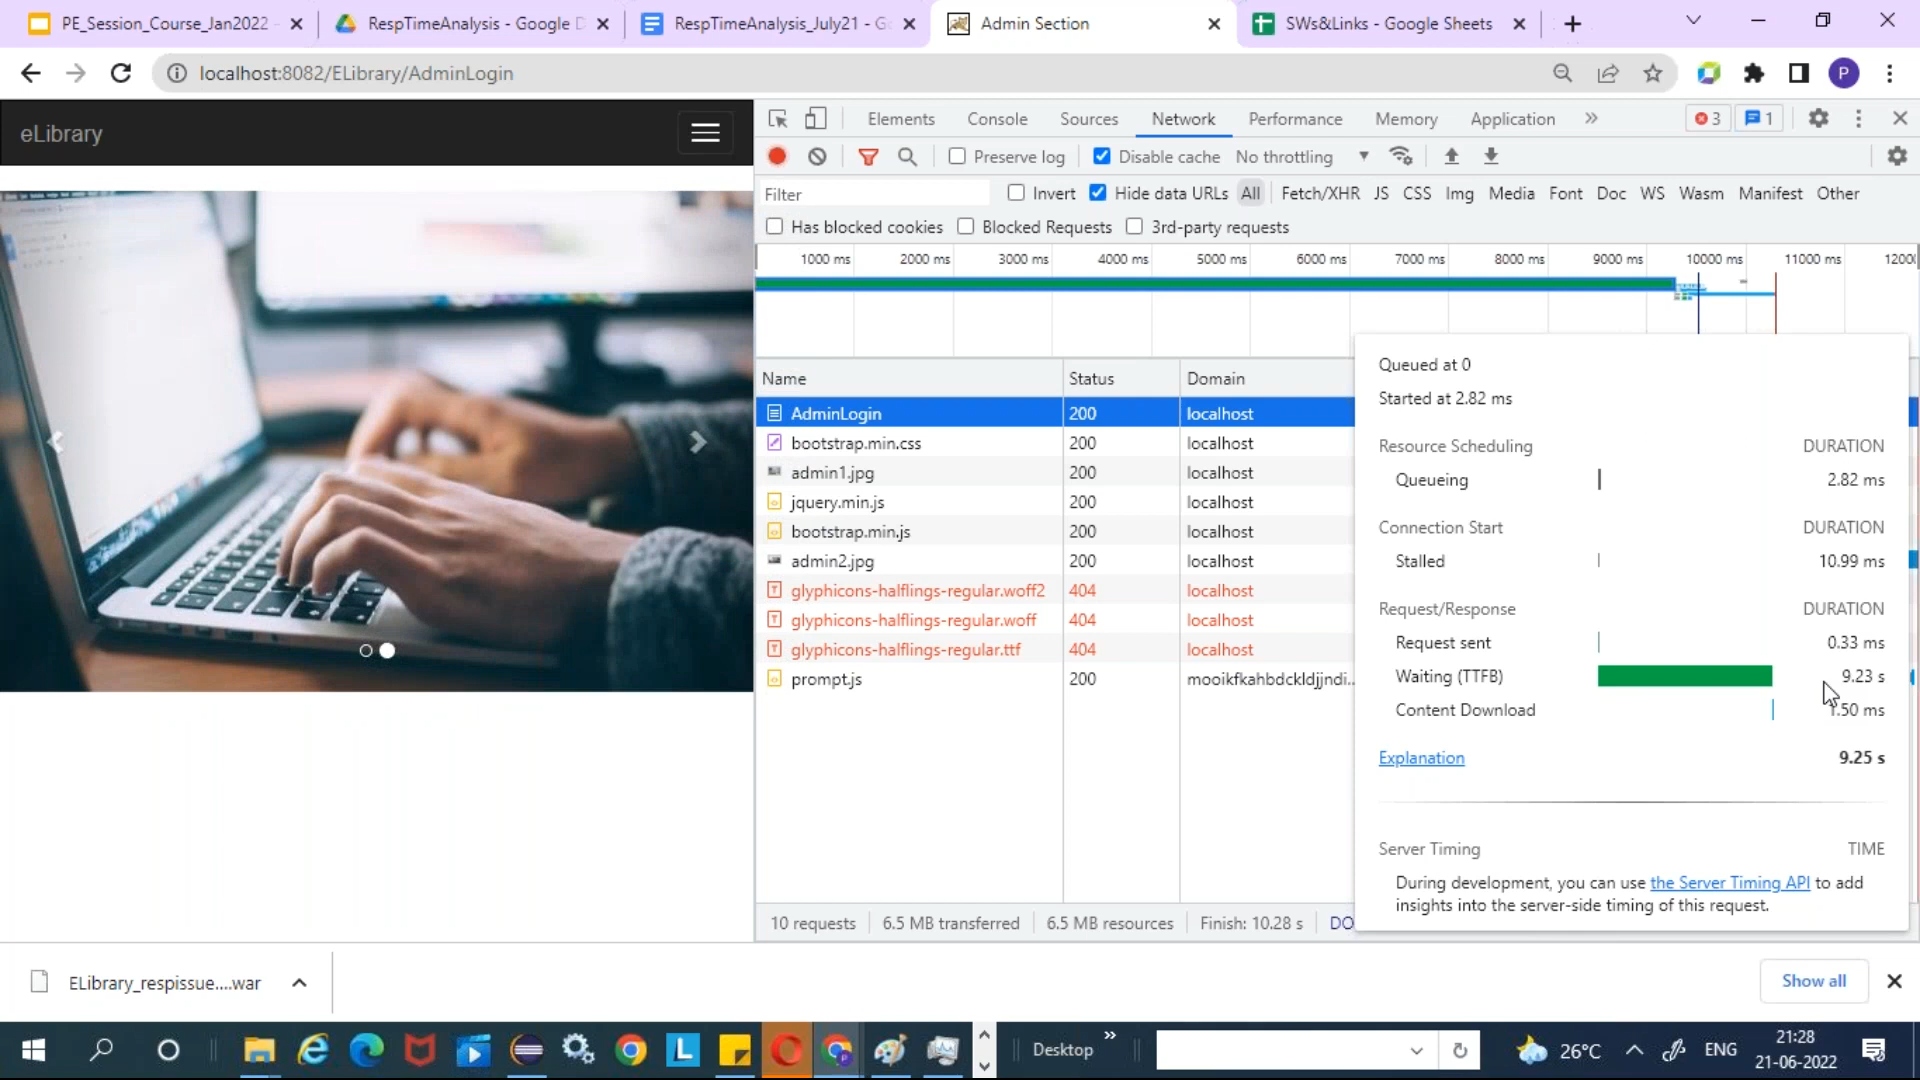 PE_Session_Course_Jan2022
RespTimeAnalysis - Google D
RespTimeAnalysis_July21 - Go
Admin Section
SWs&Links - Google Sheets
localhost:8082/ELibrary/AdminLogin
P
eLibrary
Elements
Console
Sources
Network
Performance
Memory
Application
3
1
Preserve log
Disable cache
No throttling
Filter
Invert
Hide data URLs
All
Fetch/XHR
JS
CSS
Img
Media
Font
Doc
WS
Wasm
Manifest
Other
Has blocked cookies
Blocked Requests
3rd-party requests
1000 ms
2000 ms
3000 ms
4000 ms
5000 ms
6000 ms
7000 ms
8000 ms
9000 ms
10000 ms
11000 ms
Name Status Domain
AdminLogin 200 localhost
bootstrap.min.css 200 localhost
admin1.jpg 200 localhost
jquery.min.js 200 localhost
bootstrap.min.js 200 localhost
admin2.jpg 200 localhost
glyphicons-halflings-regular.woff2 404 localhost
glyphicons-halflings-regular.woff 404 localhost
glyphicons-halflings-regular.ttf 404 localhost
prompt.js 200 mooikfkahbdckldjjndi...
Queued at 0
Started at 2.82 ms
Resource Scheduling DURATION
Queueing 2.82 ms
Connection Start DURATION
Stalled 10.99 ms
Request/Response DURATION
Request sent 0.33 ms
Waiting (TTFB) 9.23 s
Content Download 1.50 ms
Explanation 9.25 s
Server Timing TIME
During development, you can use the Server Timing API to add
insights into the server-side timing of this request.
10 requests
6.5 MB transferred
6.5 MB resources
Finish: 10.28 s
DO
ELibrary_respissue....war
Show all
Desktop
26°C
ENG
21:28
21-06-2022